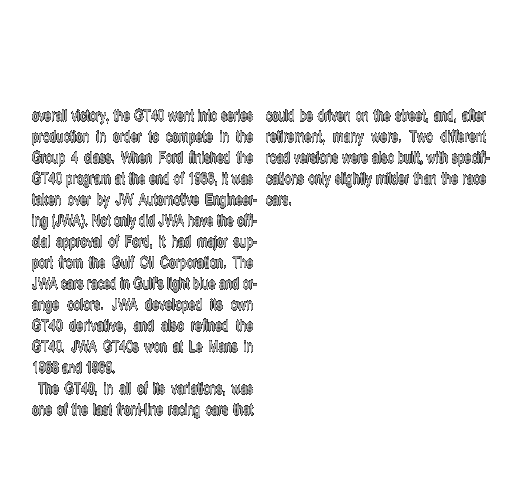 overall victory, the GT40 went into series
production in order to compete in the
Group 4 class. When Ford finished the
GT40 program at the end of 1966, it was
taken over by JW Automotive Engineer-
ing (JWA). Not only did JWA have the offi-
cial approval of Ford, it had major sup-
port from the Gulf Oil Corporation. The
JWA cars raced in Gulf's light blue and or-
ange colors. JWA developed its own
GT40 derivative, and also refined the
GT40. JWA GT40s won at Le Mans in
1968 and 1969.
The GT40, in all of its variations, was
one of the last front-line racing cars that
could be driven on the street, and, after
retirement, many were. Two different
road versions were also built, with specifi-
cations only slightly milder than the race
cars.